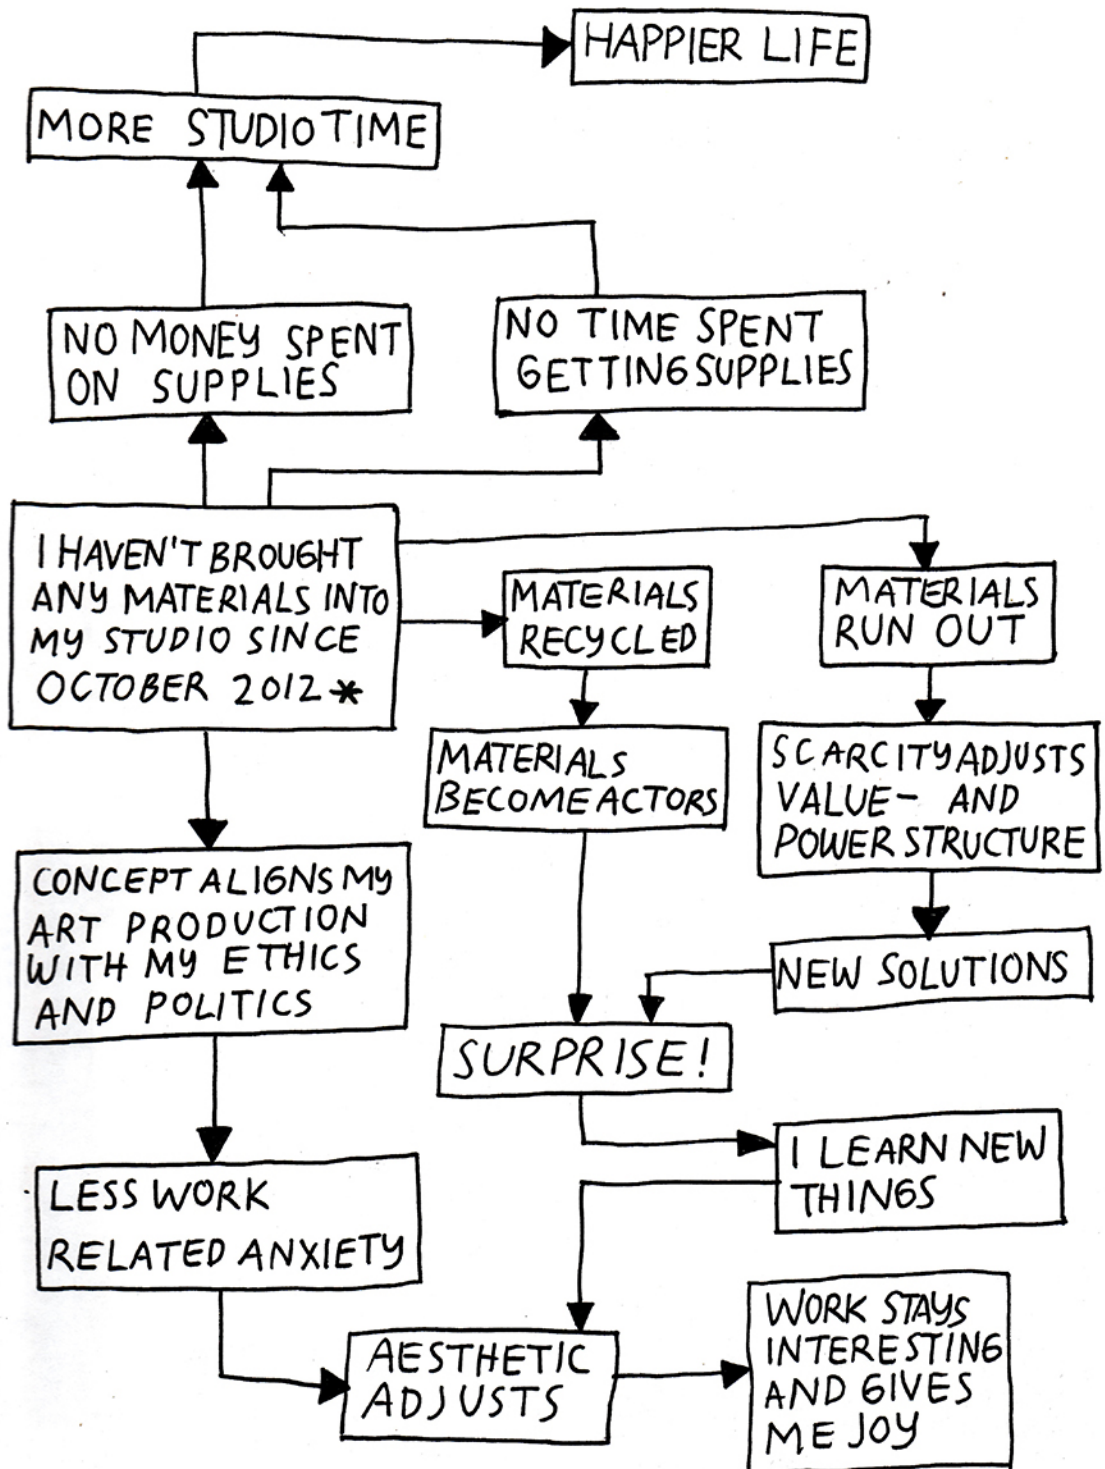 HAPPIER LIFE
MORE STUDIO TIME
NO MONEY SPENT
ON SUPPLIES
NO TIME SPENT
GETTING SUPPLIES
I HAVEN'T BROUGHT
ANY MATERIALS INTO
MY STUDIO SINCE
OCTOBER 2012*
MATERIALS
RECYCLED
MATERIALS
RUN OUT
MATERIALS
BECOME ACTORS
SCARCITY ADJUSTS
VALUE- AND
POWER STRUCTURE
CONCEPT ALIGNS MY
ART PRODUCTION
WITH MY ETHICS
AND POLITICS
NEW SOLUTIONS
SURPRISE!
I LEARN NEW
THINGS
LESS WORK
RELATED ANXIETY
AESTHETIC
ADJUSTS
WORK STAYS
INTERESTING
AND GIVES
ME JOY